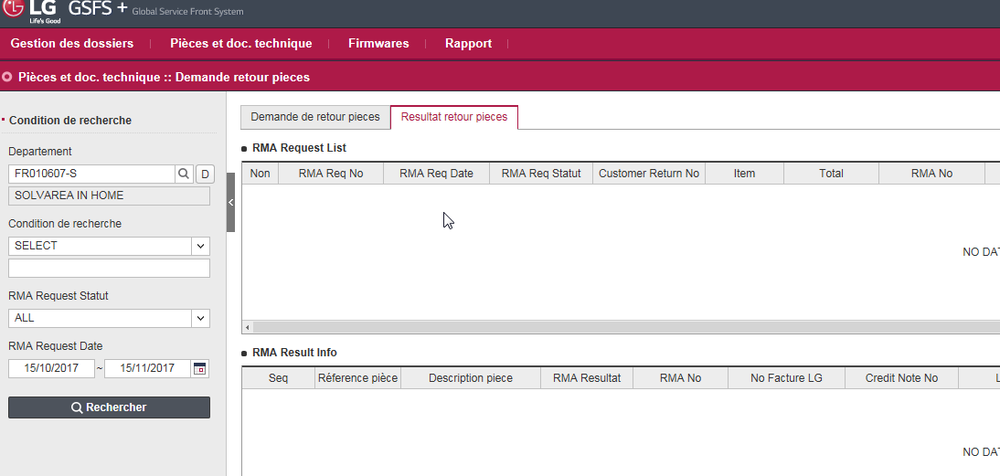 LG GSFS + Global Service Front System
Life's Good
Gestion des dossiers Pièces et doc. technique Firmwares Rapport
Pièces et doc. technique :: Demande retour pieces
Condition de recherche
Departement
FR010607-S D
SOLVAREA IN HOME
Condition de recherche
SELECT
RMA Request Statut
ALL
RMA Request Date
15/10/2017 ~ 15/11/2017
Rechercher
Demande de retour pieces Resultat retour pieces
RMA Request List
Non RMA Req No RMA Req Date RMA Req Statut Customer Return No Item Total RMA No
NO DAT
RMA Result Info
Seq Réference pièce Description piece RMA Resultat RMA No No Facture LG Credit Note No L
NO DAT